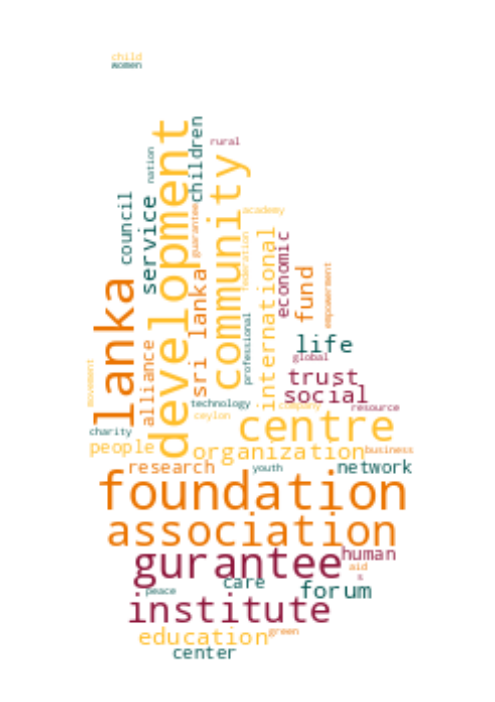 child
women
development
children
rural
nation
community
council
service
guarantee
academy
federation
international
economic
lanka
sri lanka
fund
empowerment
professional
life
global
alliance
movement
trust
social
technology
company
resource
ceylon
centre
charity
people
organization
business
research
youth
network
foundation
association
gurantee
human
aid
s
care
peace
forum
institute
education
green
center